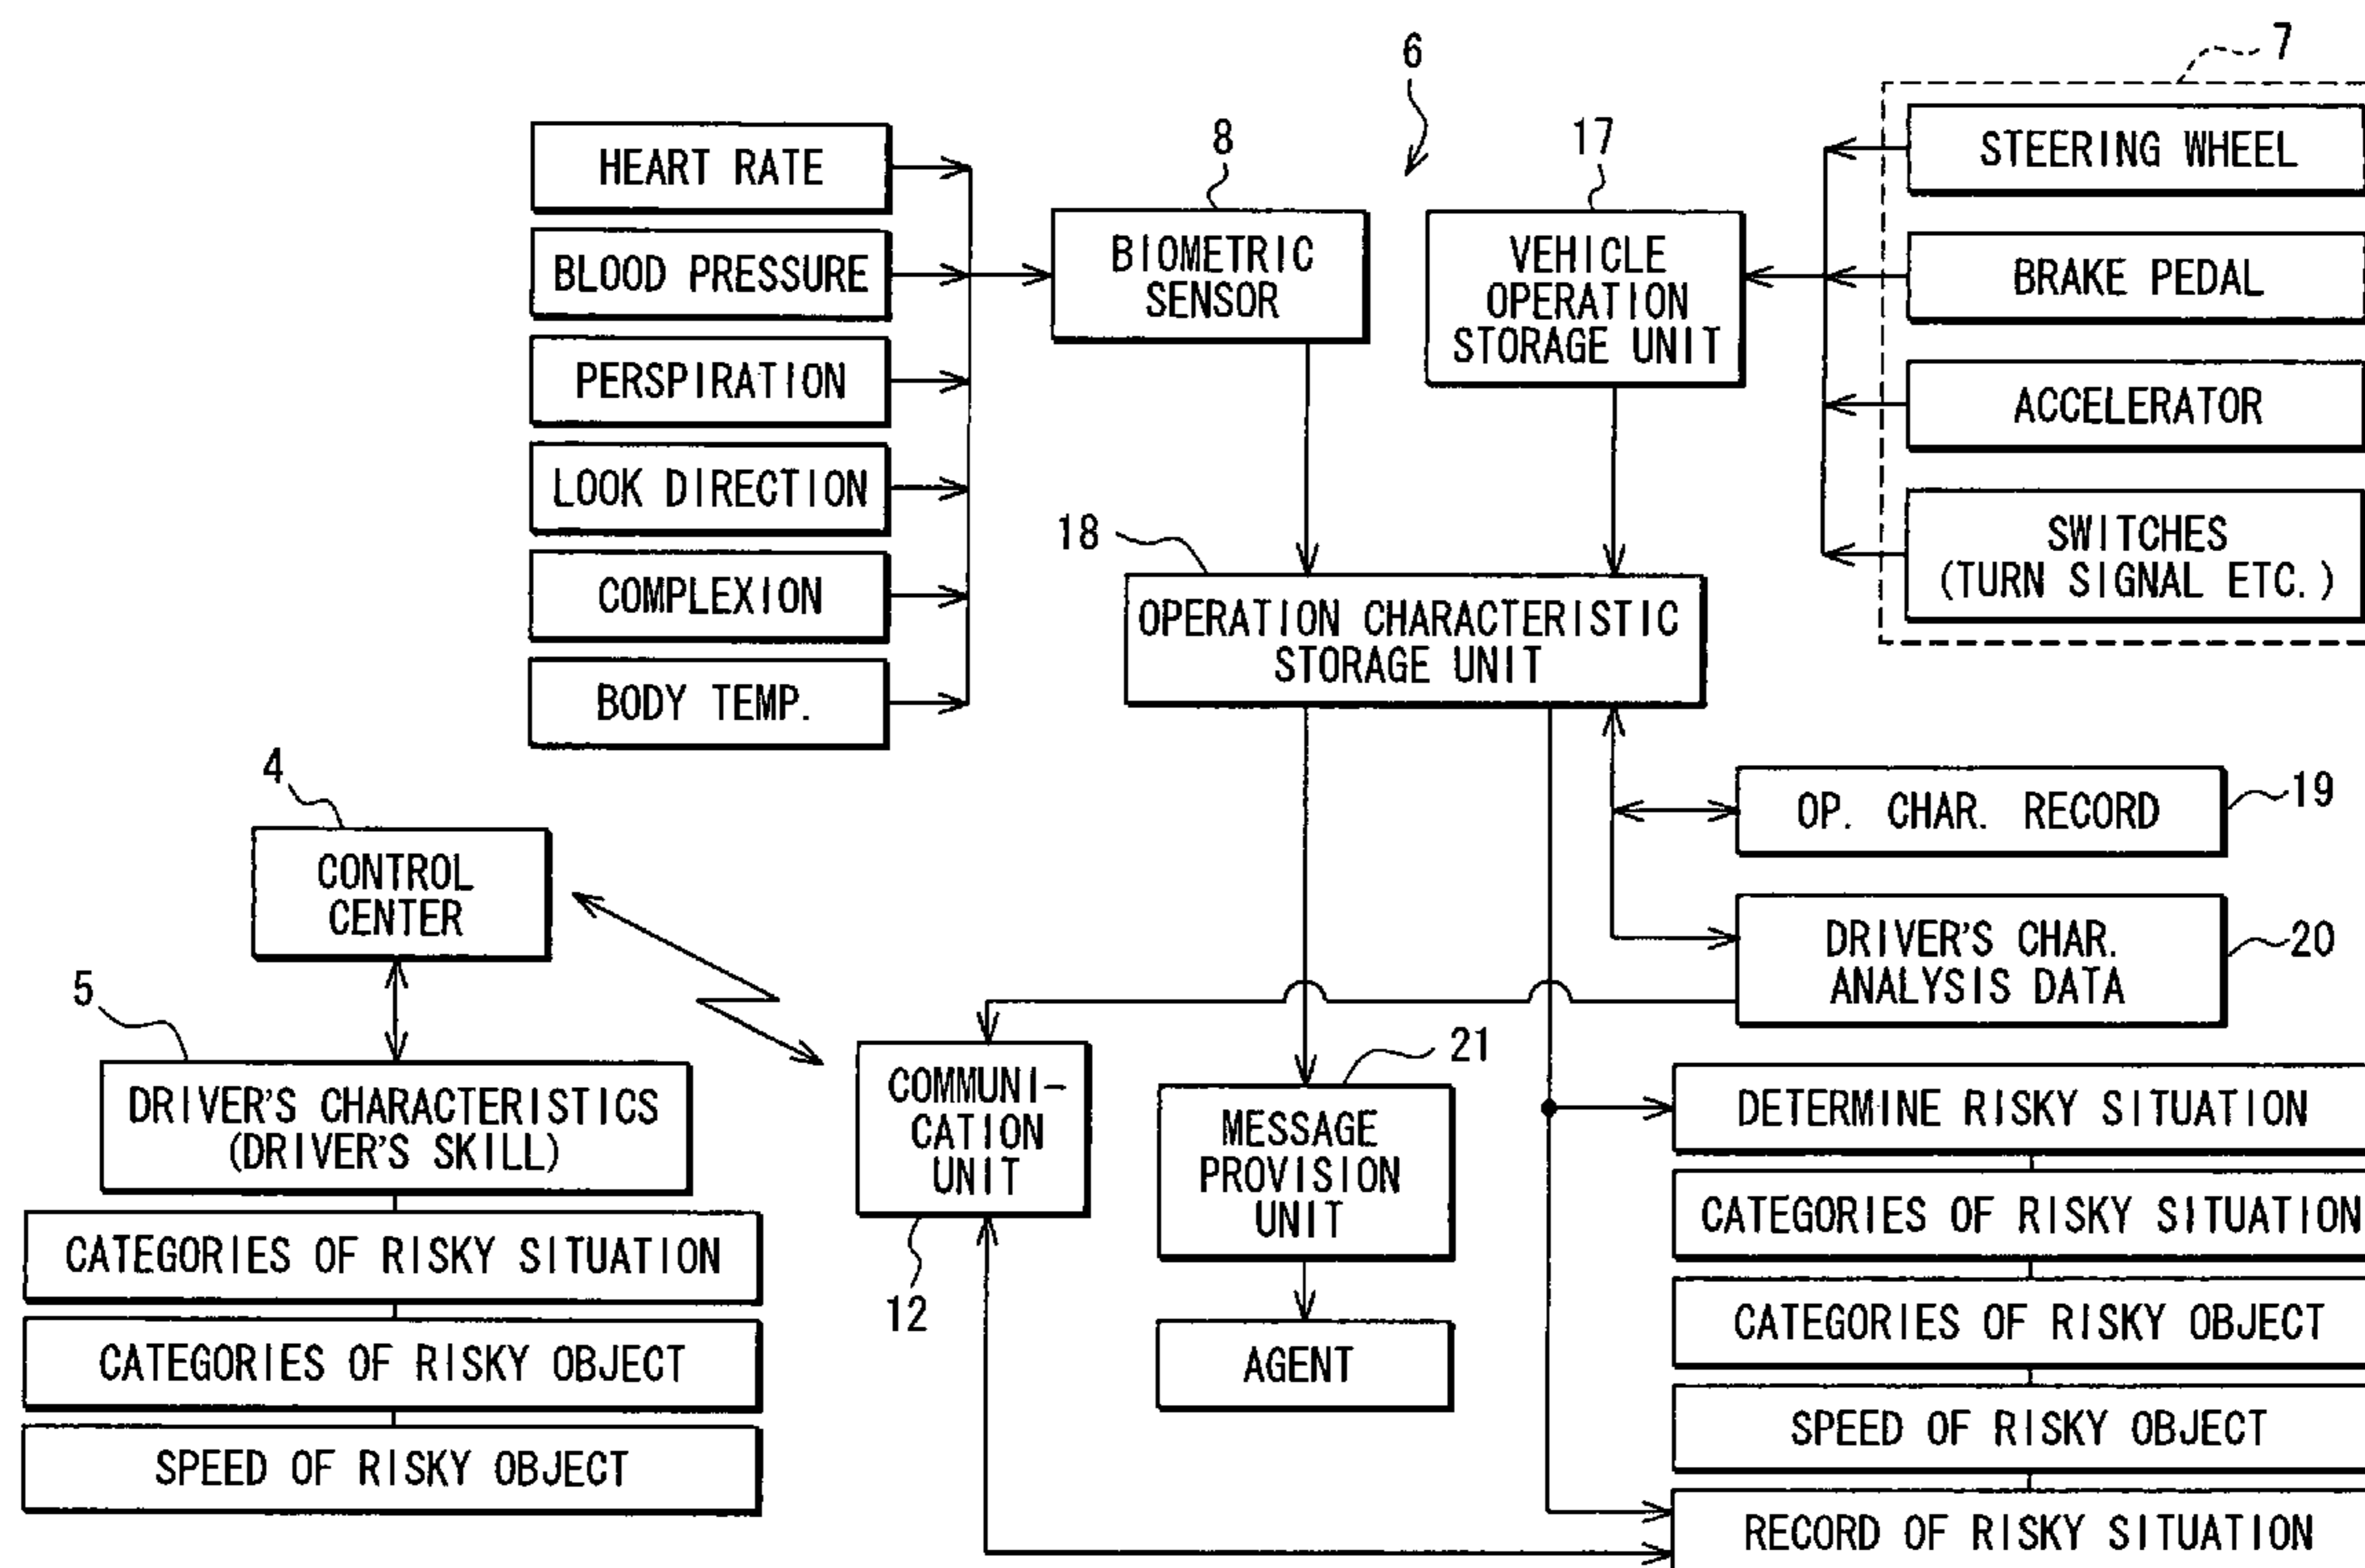 6
7
HEART RATE
BLOOD PRESSURE
PERSPIRATION
LOOK DIRECTION
COMPLEXION
BODY TEMP.
8
BIOMETRIC
SENSOR
17
VEHICLE
OPERATION
STORAGE UNIT
STEERING WHEEL
BRAKE PEDAL
ACCELERATOR
SWITCHES
(TURN SIGNAL ETC.)
18
OPERATION CHARACTERISTIC
STORAGE UNIT
OP. CHAR. RECORD
19
DRIVER'S CHAR.
ANALYSIS DATA
20
4
CONTROL
CENTER
5
DRIVER'S CHARACTERISTICS
(DRIVER'S SKILL)
CATEGORIES OF RISKY SITUATION
CATEGORIES OF RISKY OBJECT
SPEED OF RISKY OBJECT
COMMUNI-
CATION
UNIT
12
21
MESSAGE
PROVISION
UNIT
AGENT
DETERMINE RISKY SITUATION
CATEGORIES OF RISKY SITUATION
CATEGORIES OF RISKY OBJECT
SPEED OF RISKY OBJECT
RECORD OF RISKY SITUATION